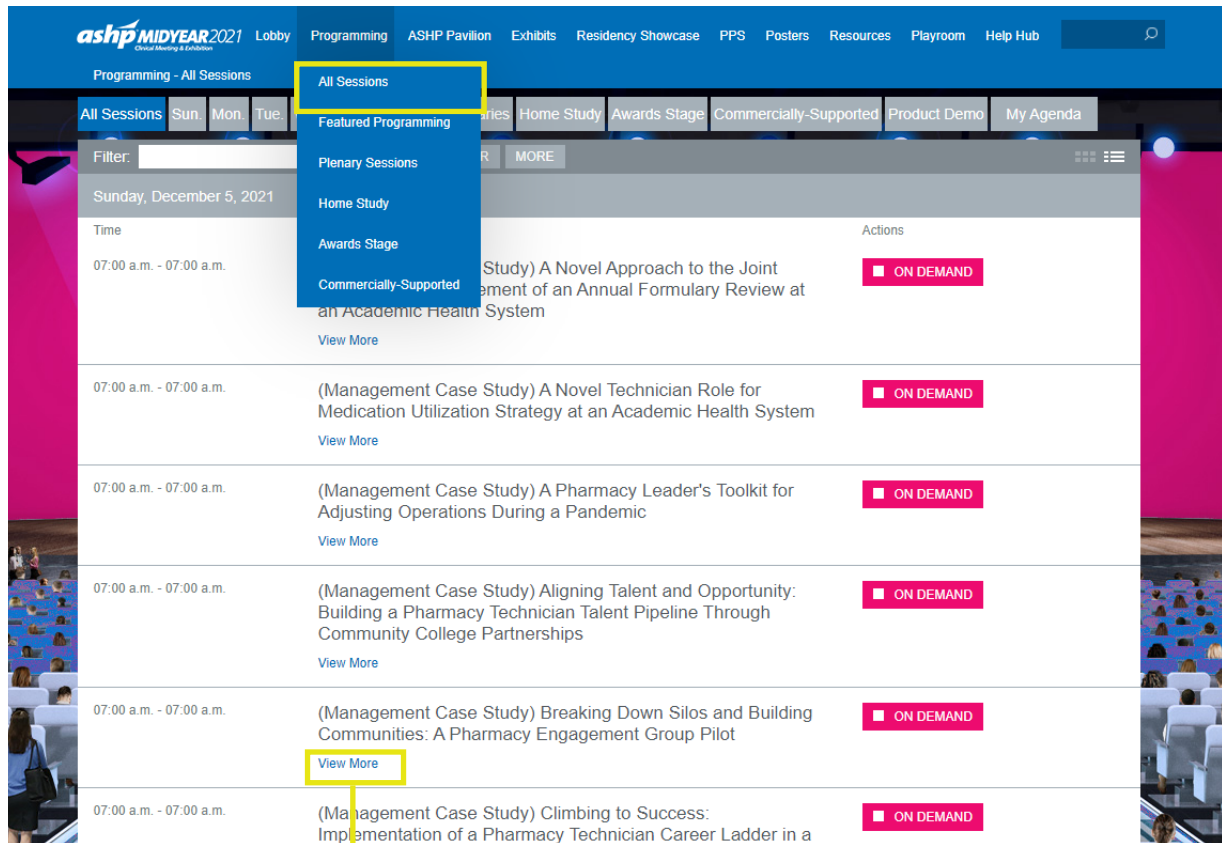 ashp MIDYEAR 2021
Clinical Meeting & Exhibition
Lobby Programming ASHP Pavilion Exhibits Residency Showcase PPS Posters Resources Playroom Help Hub
Programming - All Sessions
All Sessions
Featured Programming
Plenary Sessions
Home Study
Awards Stage
Commercially-Supported
All Sessions Sun. Mon. Tue. Home Study Awards Stage Commercially-Supported Product Demo My Agenda
Filter: MORE
Sunday, December 5, 2021
Time Actions
07:00 a.m. - 07:00 a.m. Study) A Novel Approach to the Joint ON DEMAND
of an Annual Formulary Review at
an Academic Health System
View More
07:00 a.m. - 07:00 a.m. (Management Case Study) A Novel Technician Role for ON DEMAND
Medication Utilization Strategy at an Academic Health System
View More
07:00 a.m. - 07:00 a.m. (Management Case Study) A Pharmacy Leader's Toolkit for ON DEMAND
Adjusting Operations During a Pandemic
View More
07:00 a.m. - 07:00 a.m. (Management Case Study) Aligning Talent and Opportunity: ON DEMAND
Building a Pharmacy Technician Talent Pipeline Through
Community College Partnerships
View More
07:00 a.m. - 07:00 a.m. (Management Case Study) Breaking Down Silos and Building ON DEMAND
Communities: A Pharmacy Engagement Group Pilot
View More
07:00 a.m. - 07:00 a.m. (Management Case Study) Climbing to Success: ON DEMAND
Implementation of a Pharmacy Technician Career Ladder in a